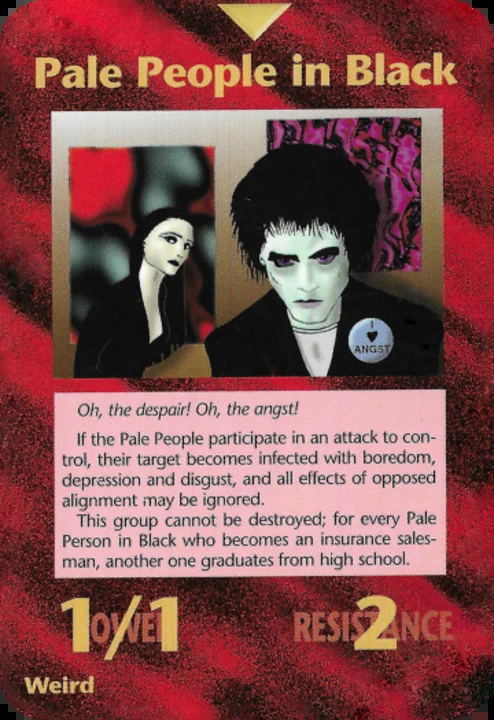 Pale People in Black
I
♥
ANGST
Oh, the despair! Oh, the angst!
If the Pale People participate in an attack to con-
trol, their target becomes infected with boredom,
depression and disgust, and all effects of opposed
alignment may be ignored.
This group cannot be destroyed; for every Pale
Person in Black who becomes an insurance sales-
man, another one graduates from high school.
POWER 1/1
RESISTANCE 2
Weird